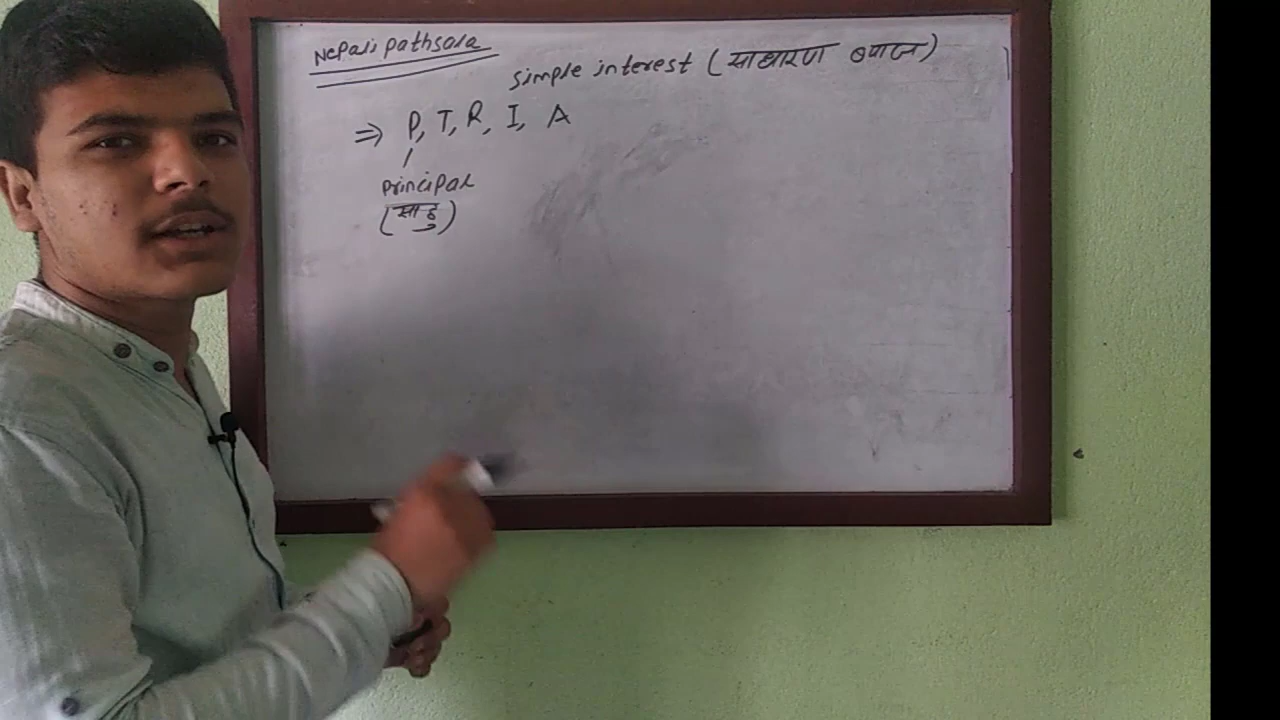 Nepali pathsala
simple interest (साधारण ब्याज)
⇒ P, T, R, I, A
principal
(साहु)